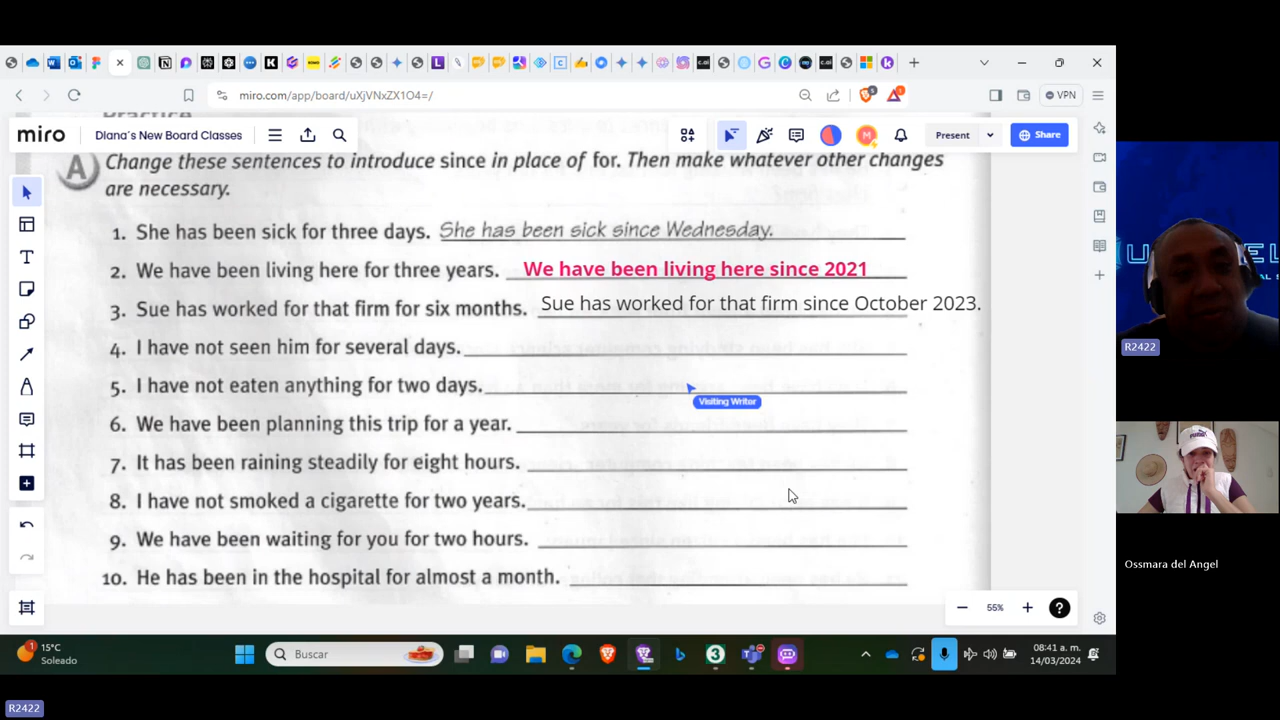 miro.com/app/board/uXjVNxZX1O4=/
VPN
Practice
miro
DIana's New Board Classes
Present
Share
A Change these sentences to introduce since in place of for. Then make whatever other changes
are necessary.
1. She has been sick for three days. She has been sick since Wednesday.
2. We have been living here for three years. We have been living here since 2021
3. Sue has worked for that firm for six months. Sue has worked for that firm since October 2023.
4. I have not seen him for several days.
5. I have not eaten anything for two days.
Visiting Writer
6. We have been planning this trip for a year.
7. It has been raining steadily for eight hours.
8. I have not smoked a cigarette for two years.
9. We have been waiting for you for two hours.
10. He has been in the hospital for almost a month.
55%
R2422
Ossmara del Angel
15°C
Soleado
Buscar
08:41 a. m.
14/03/2024
R2422